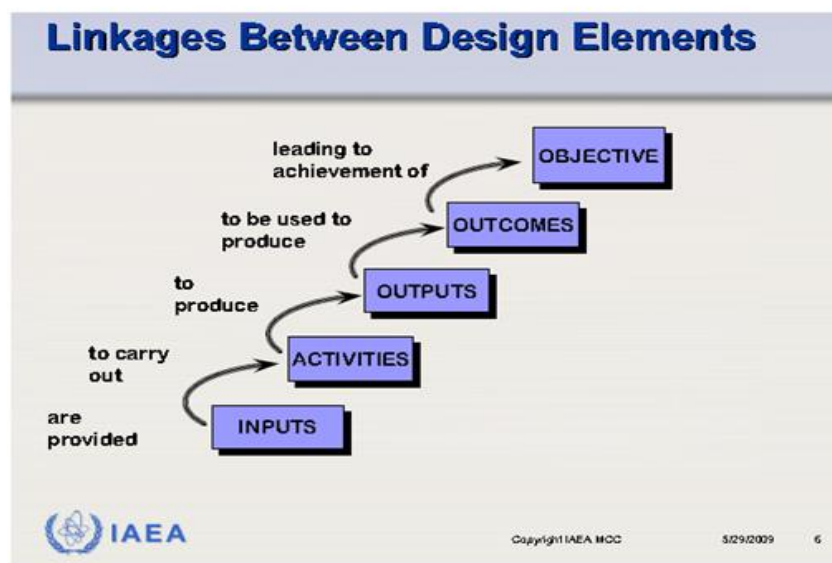 Linkages Between Design Elements
leading to
achievement of
OBJECTIVE
to be used to
produce
OUTCOMES
to
produce
OUTPUTS
to carry
out
ACTIVITIES
are
provided
INPUTS
IAEA
Copyright IAEA MCC
5/29/2009
6